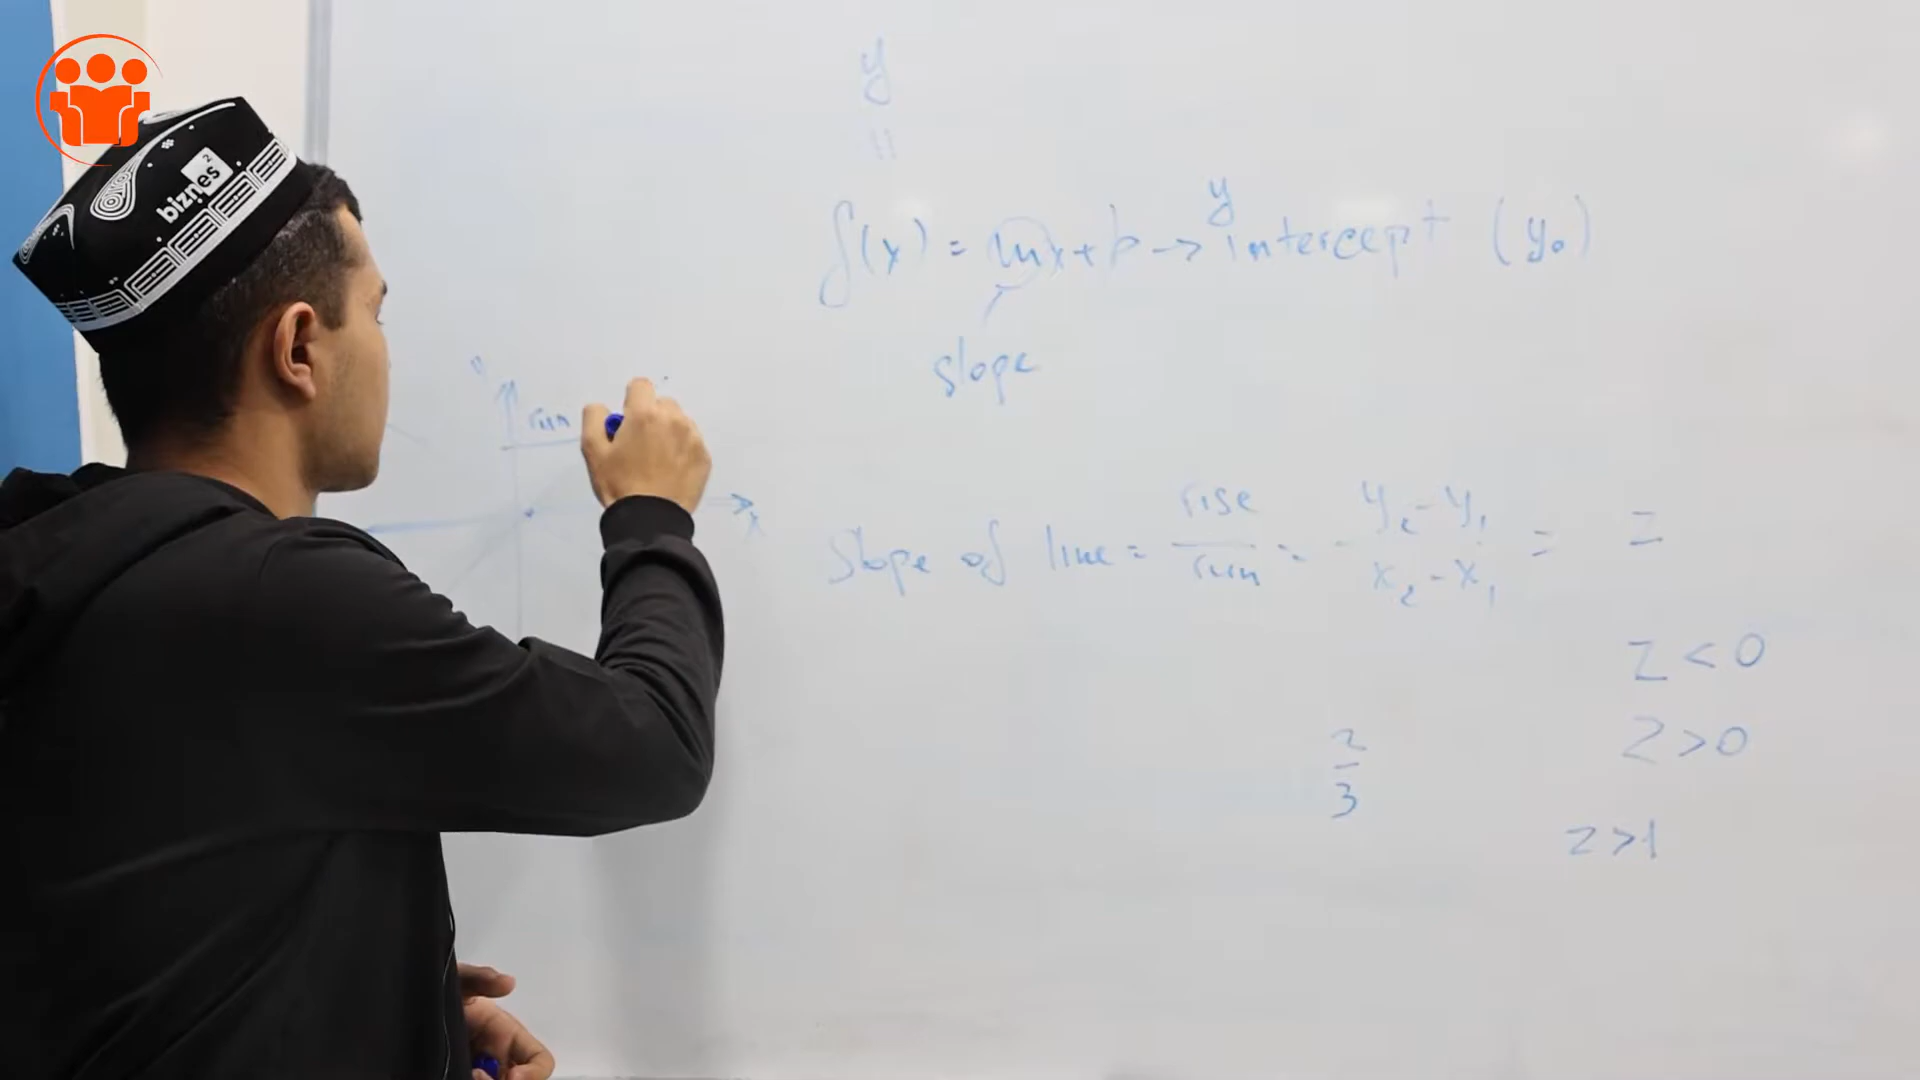 biznes²
y
"
f(x) = mx + b → y intercept (y₀)
slope
y
run
x
Slope of line = rise / run = y₂ - y₁ / x₂ - x₁ = z
z < 0
z > 0
2/3
z > 1